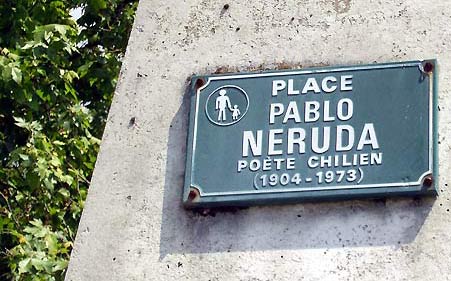 PLACE
PABLO
NERUDA
POÈTE CHILIEN
(1904-1973)